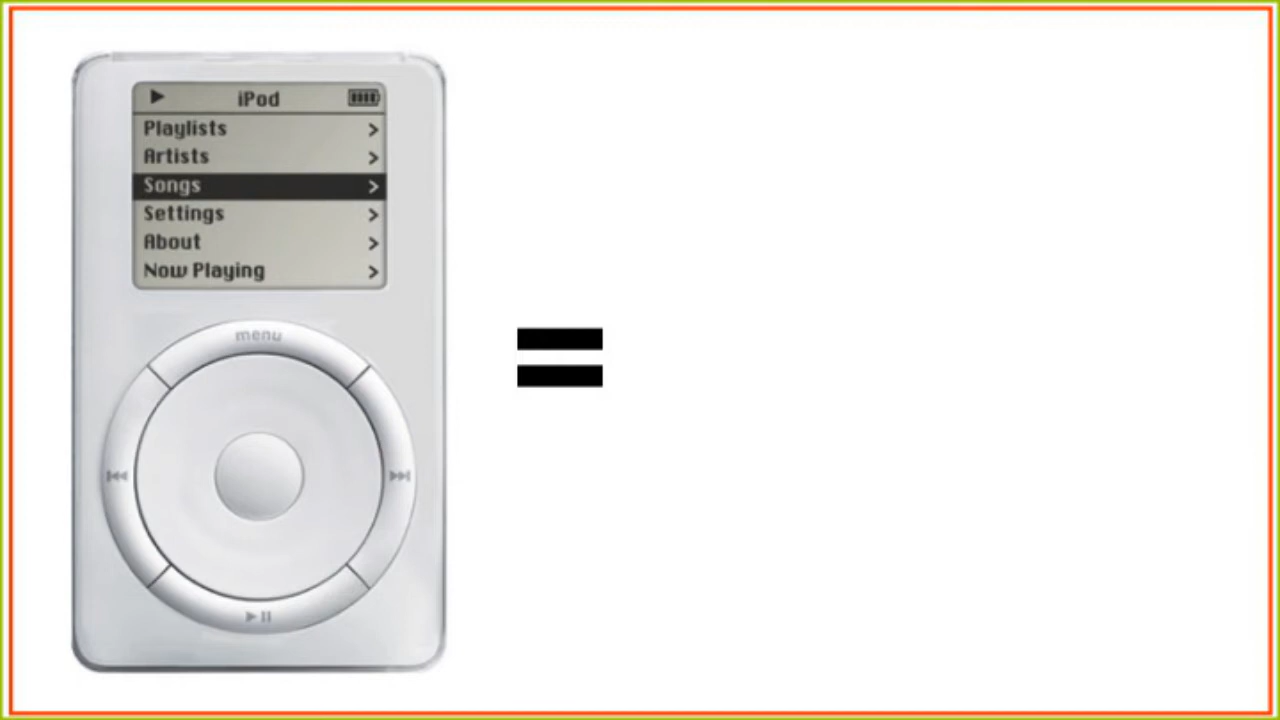 iPod
Playlists
Artists
Songs
Settings
About
Now Playing
menu